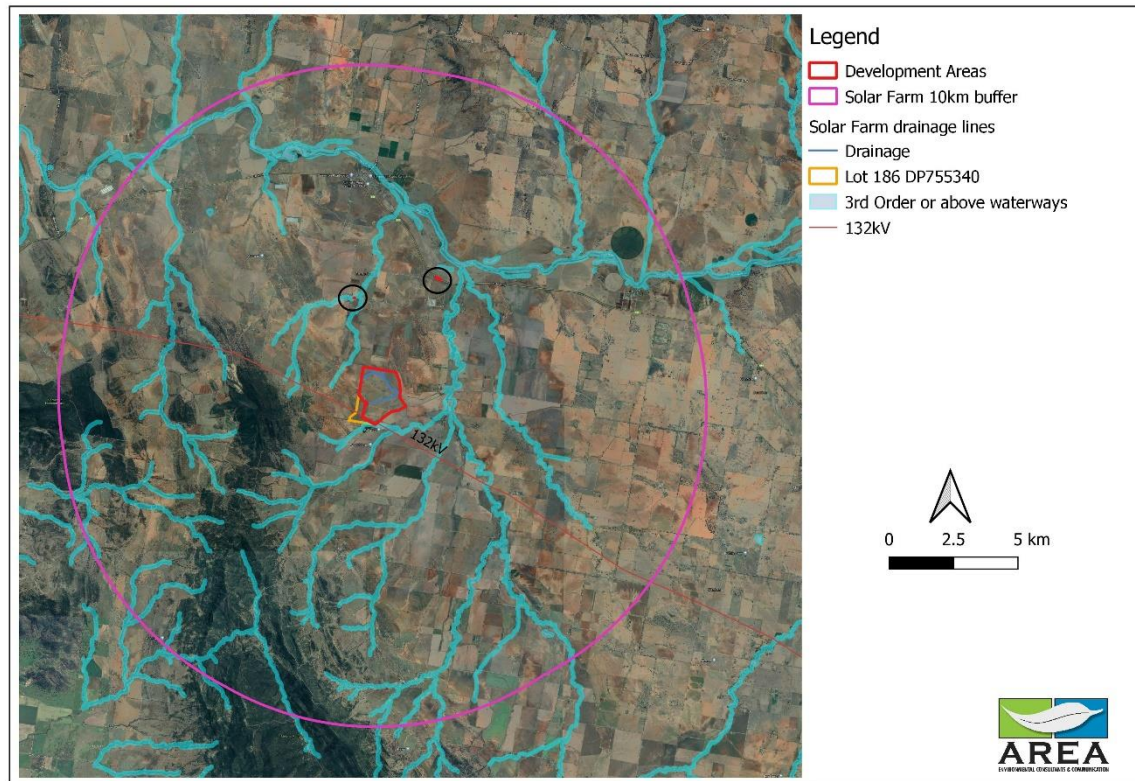 Legend
Development Areas
Solar Farm 10km buffer
Solar Farm drainage lines
Drainage
Lot 186 DP755340
3rd Order or above waterways
132kV
132kV
0 2.5 5 km
AREA
ENVIRONMENTAL CONSULTANTS & COMMUNICATION